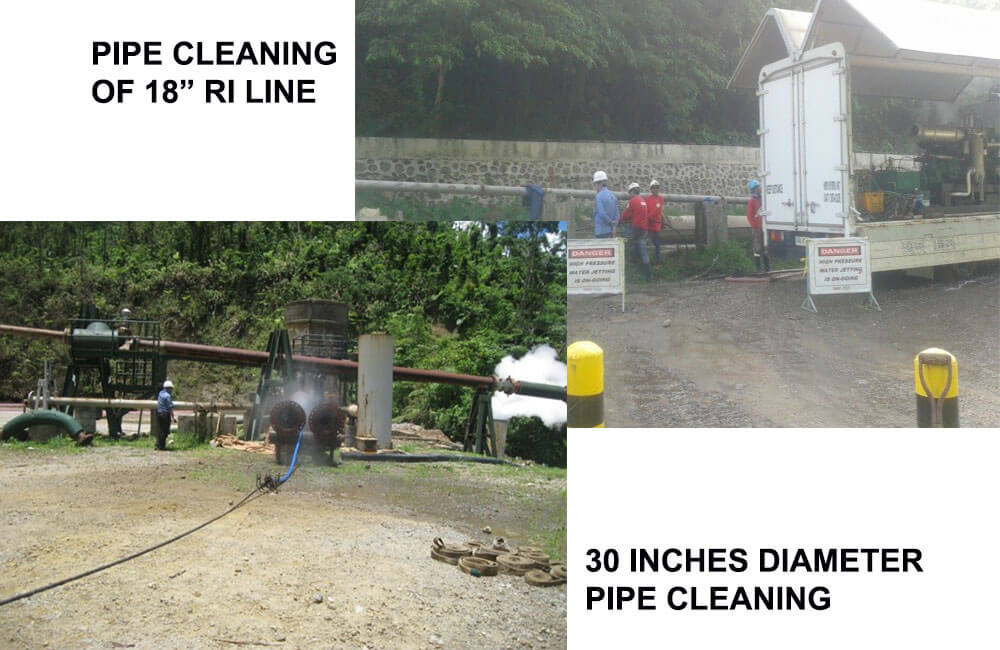 PIPE CLEANING
OF 18” RI LINE
DANGER
HIGH PRESSURE
WATER JETTING
IS ON-GOING
DANGER
HIGH PRESSURE
WATER JETTING
IS ON-GOING
30 INCHES DIAMETER
PIPE CLEANING